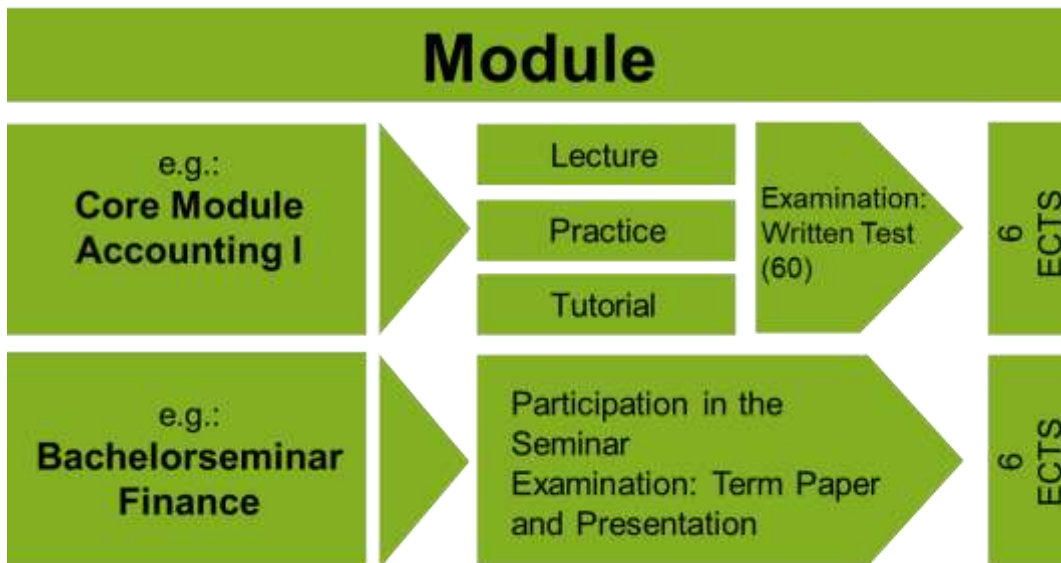 Module
e.g.:
Core Module
Accounting I
Lecture
Practice
Tutorial
Examination:
Written Test
(60)
6
ECTS
e.g.:
Bachelorseminar
Finance
Participation in the
Seminar
Examination: Term Paper
and Presentation
6
ECTS